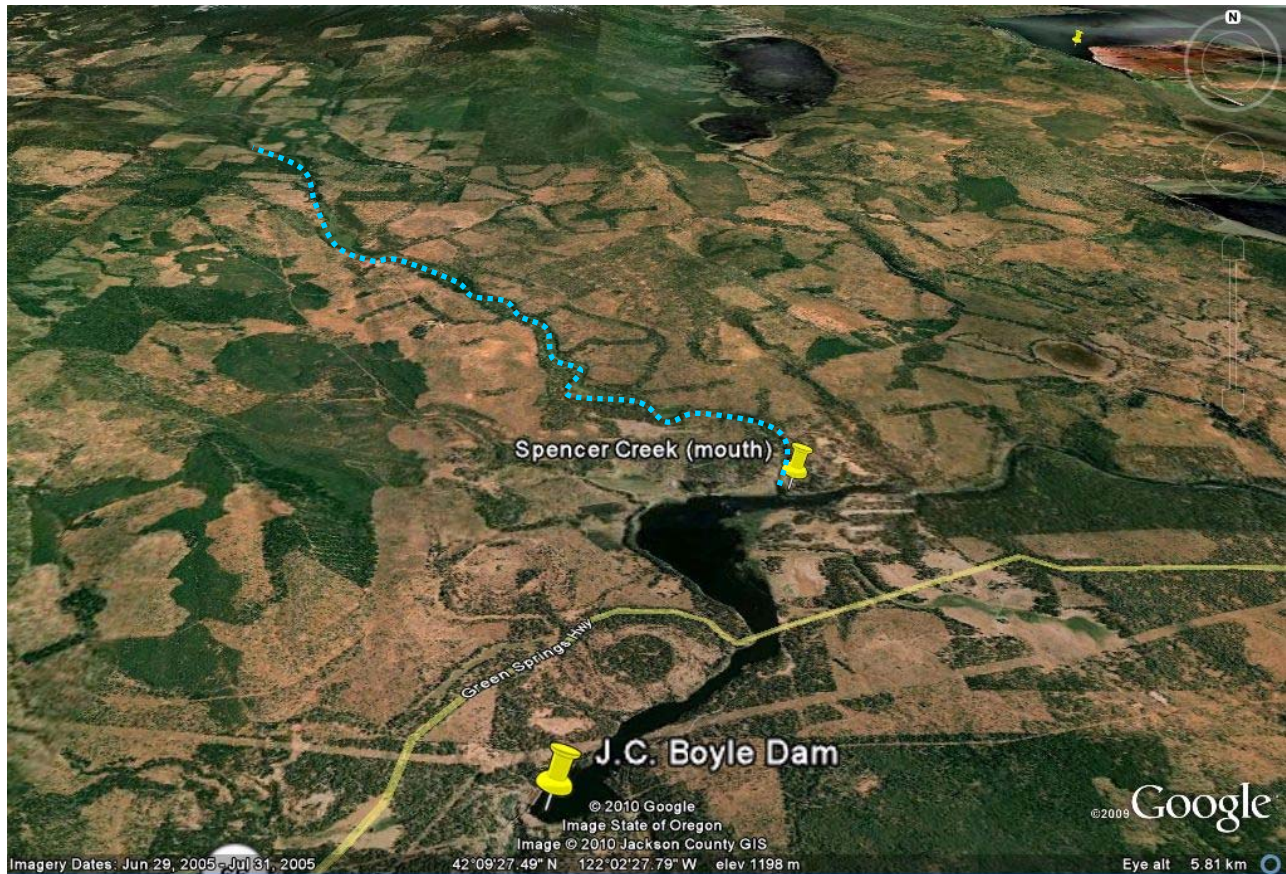 N
Spencer Creek (mouth)
Green Springs Hwy
J.C. Boyle Dam
© 2010 Google
Image State of Oregon
Image © 2010 Jackson County GIS
©2009 Google
Imagery Dates: Jun 29, 2005 - Jul 31, 2005 42°09'27.49" N 122°02'27.79" W elev 1198 m Eye alt 5.81 km